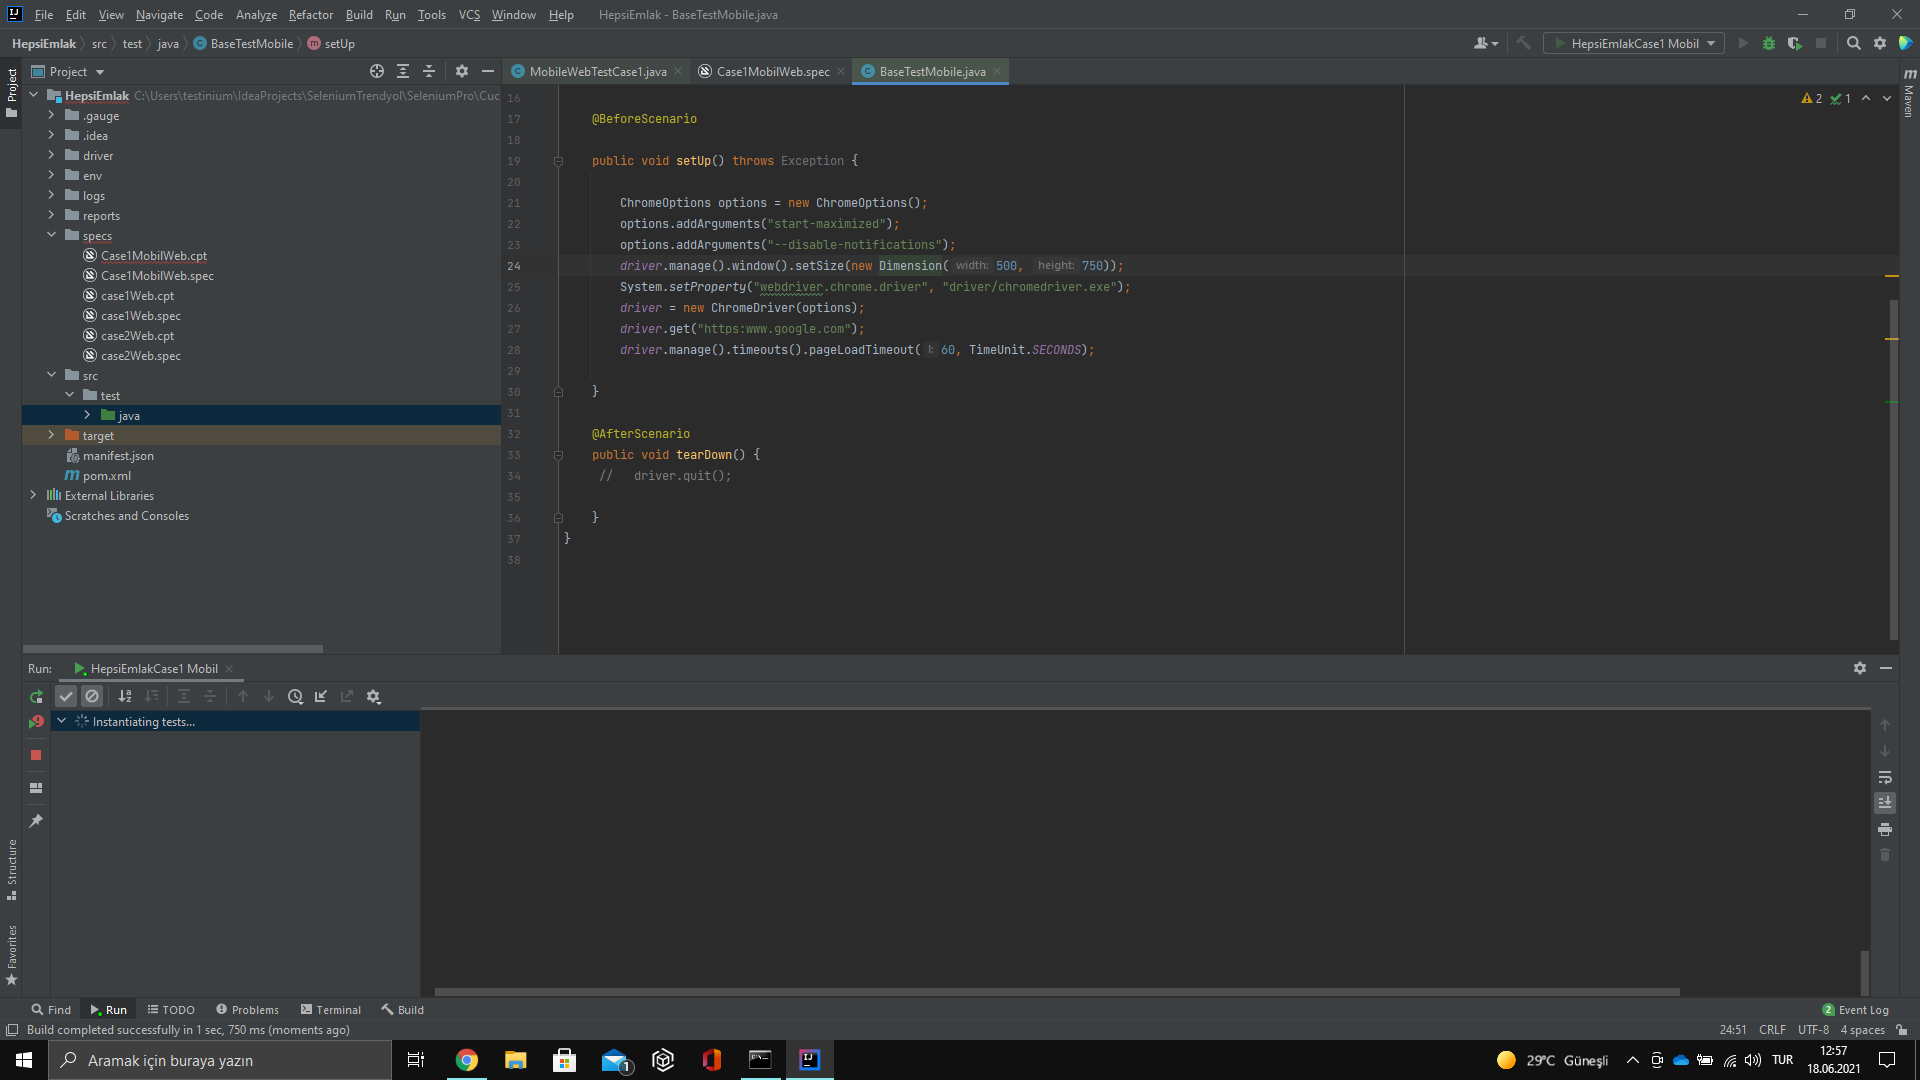 File Edit View Navigate Code Analyze Refactor Build Run Tools VCS Window Help HepsiEmlak - BaseTestMobile.java
HepsiEmlak src test java BaseTestMobile setUp
HepsiEmlakCase1 Mobil
Project
MobileWebTestCase1.java Case1MobilWeb.spec BaseTestMobile.java
Project
Maven
HepsiEmlak C:\Users\testinium\IdeaProjects\SeleniumTrendyol\SeleniumPro\Cuc
.gauge
.idea
driver
env
logs
reports
specs
Case1MobilWeb.cpt
Case1MobilWeb.spec
case1Web.cpt
case1Web.spec
case2Web.cpt
case2Web.spec
src
test
java
target
manifest.json
pom.xml
External Libraries
Scratches and Consoles
2 1
16
17 @BeforeScenario
18
19 public void setUp() throws Exception {
20
21 ChromeOptions options = new ChromeOptions();
22 options.addArguments("start-maximized");
23 options.addArguments("--disable-notifications");
24 driver.manage().window().setSize(new Dimension( width: 500, height: 750));
25 System.setProperty("webdriver.chrome.driver", "driver/chromedriver.exe");
26 driver = new ChromeDriver(options);
27 driver.get("https:www.google.com");
28 driver.manage().timeouts().pageLoadTimeout( l: 60, TimeUnit.SECONDS);
29
30 }
31
32 @AfterScenario
33 public void tearDown() {
34 // driver.quit();
35
36 }
37 }
38
Run: HepsiEmlakCase1 Mobil
Instantiating tests...
Structure
Favorites
Find Run TODO Problems Terminal Build 2 Event Log
Build completed successfully in 1 sec, 750 ms (moments ago) 24:51 CRLF UTF-8 4 spaces
Aramak için buraya yazın
1
29°C Güneşli TUR 12:57
18.06.2021